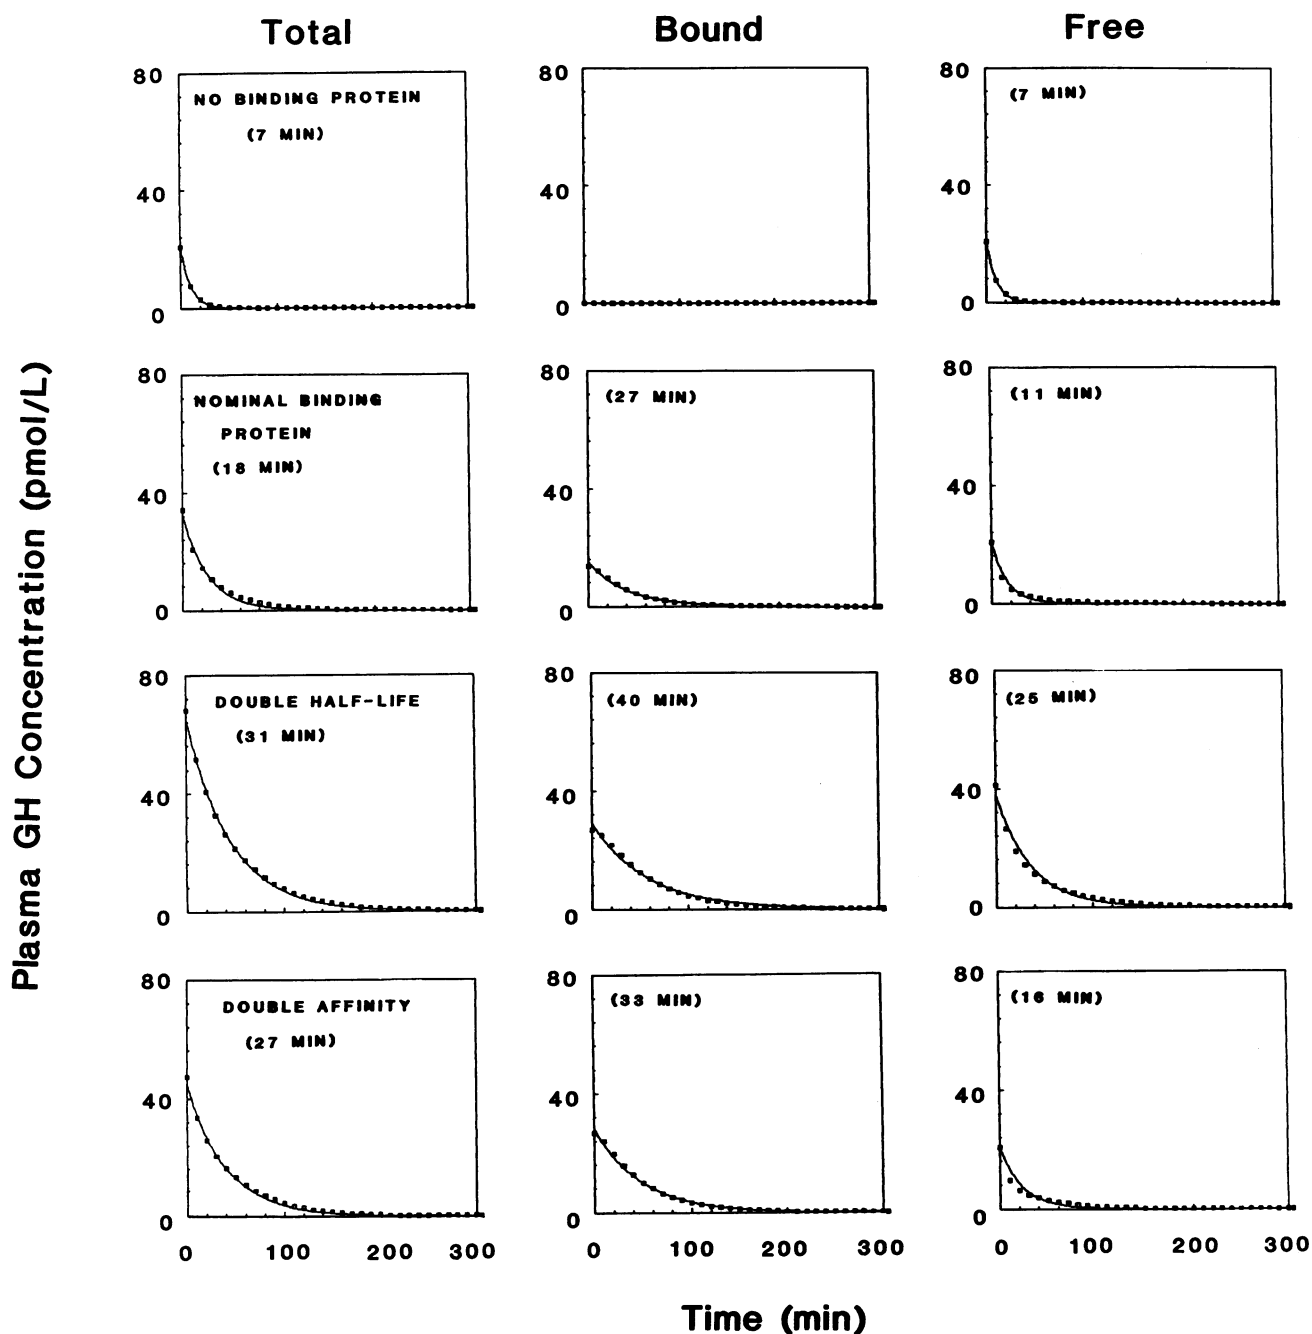 Total Bound Free
Plasma GH Concentration (pmol/L)
80 80 80
NO BINDING PROTEIN (7 MIN)
(7 MIN)
40 40 40
0 0 0
80 80 80
NOMINAL BINDING (27 MIN) (11 MIN)
PROTEIN
(18 MIN)
40 40 40
0 0 0
80 80 80
DOUBLE HALF-LIFE (40 MIN) (25 MIN)
(31 MIN)
40 40 40
0 0 0
80 80 80
DOUBLE AFFINITY (33 MIN) (16 MIN)
(27 MIN)
40 40 40
0 0 0
0 100 200 300 0 100 200 300 0 100 200 300
Time (min)